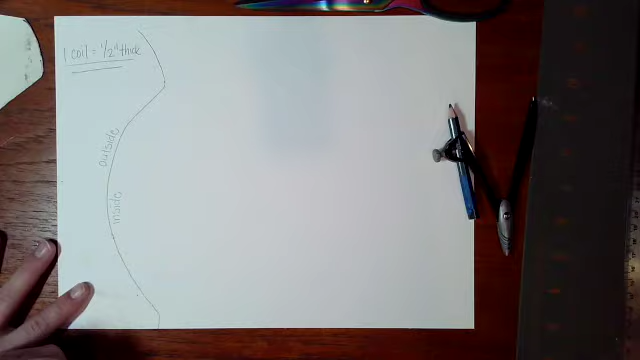 1 coil = 1/2" thick
outside
inside